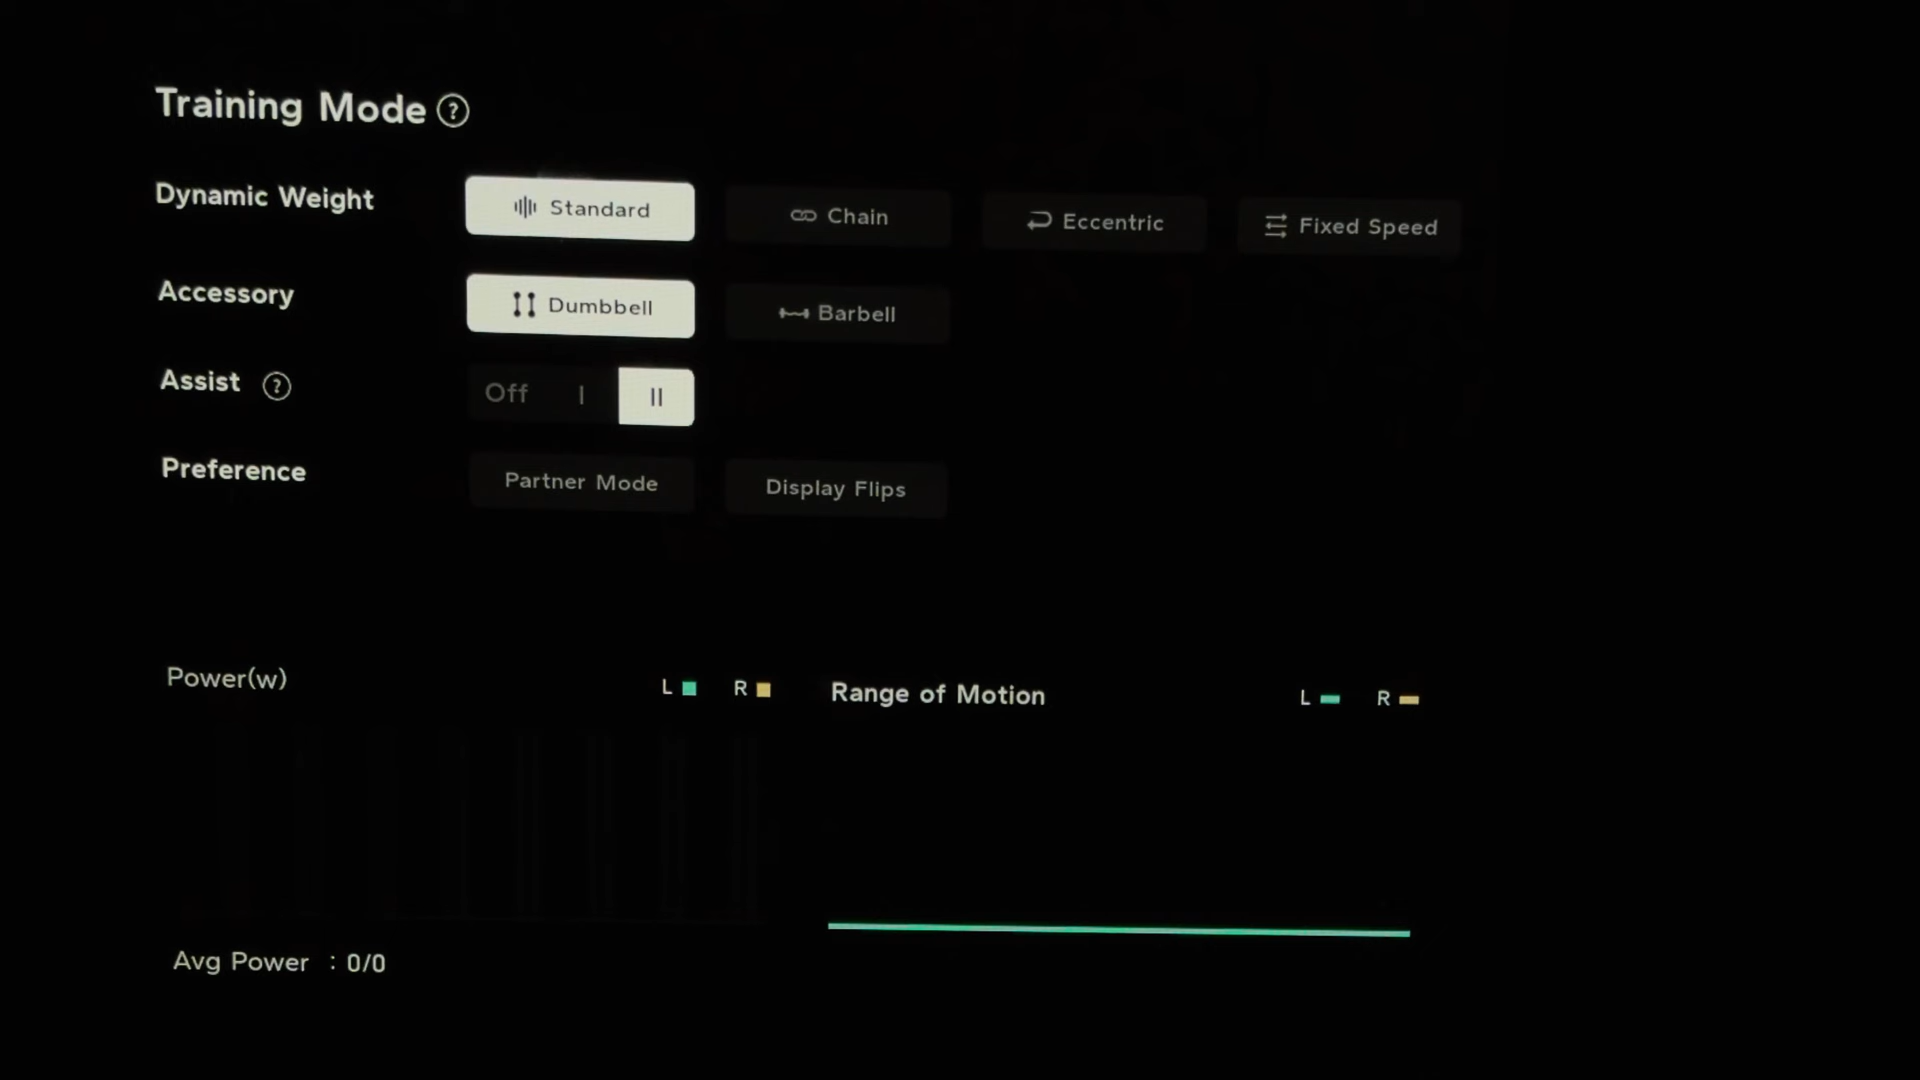 Training Mode ?
Dynamic Weight Standard Chain Eccentric Fixed Speed
Accessory Dumbbell Barbell
Assist ? Off I II
Preference Partner Mode Display Flips
Power(w) L R Range of Motion L R
Avg Power : 0/0